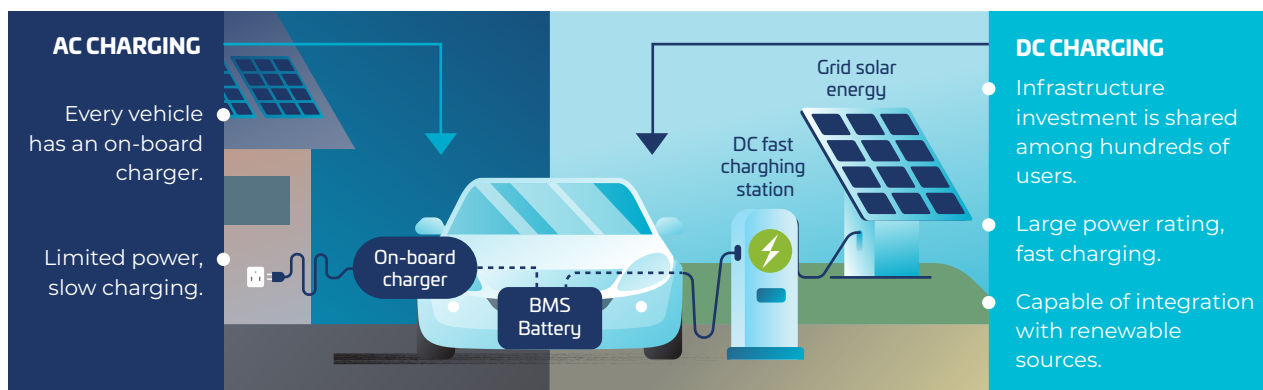 AC CHARGING
Every vehicle
has an on-board
charger.
Limited power,
slow charging.
On-board
charger
BMS
Battery
DC fast
charghing
station
Grid solar
energy
DC CHARGING
Infrastructure
investment is shared
among hundreds of
users.
Large power rating,
fast charging.
Capable of integration
with renewable
sources.